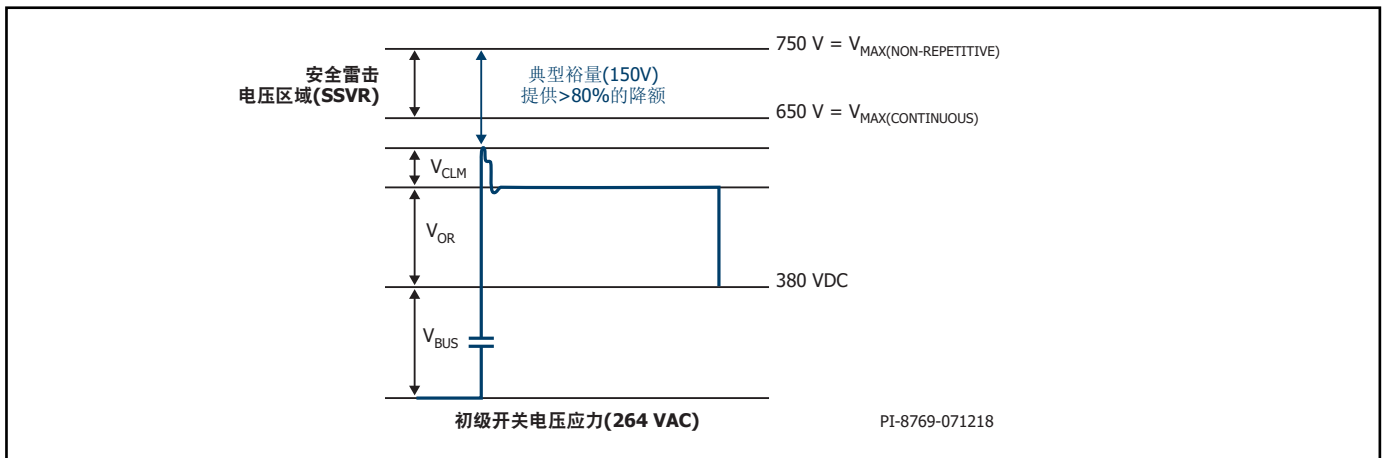 750 V = VMAX(NON-REPETITIVE)
安全雷击
电压区域(SSVR)
典型裕量(150V)
提供>80%的降额
650 V = VMAX(CONTINUOUS)
VCLM
VOR
380 VDC
VBUS
初级开关电压应力(264 VAC)
PI-8769-071218